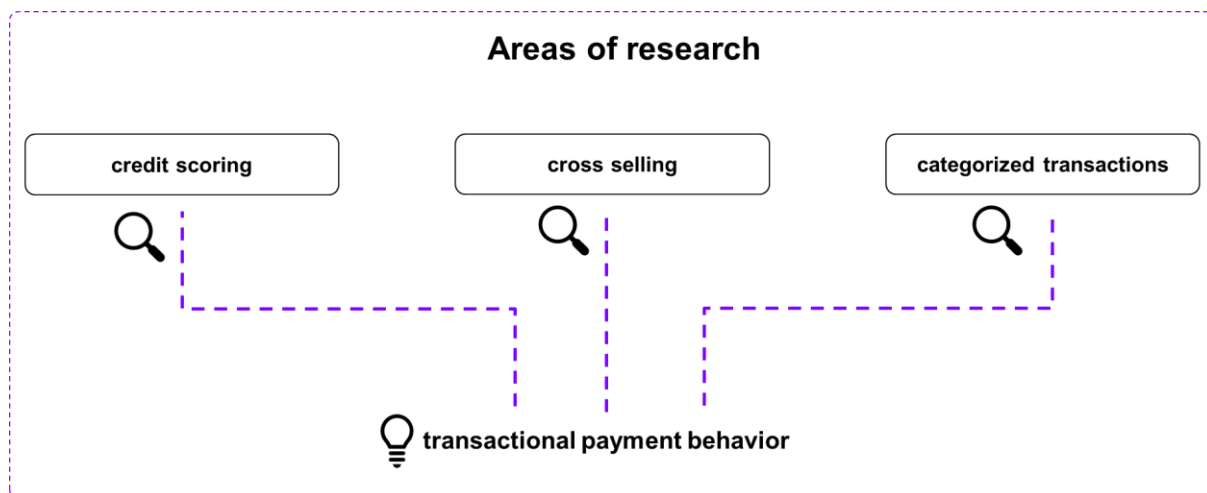 Areas of research
credit scoring
cross selling
categorized transactions
transactional payment behavior